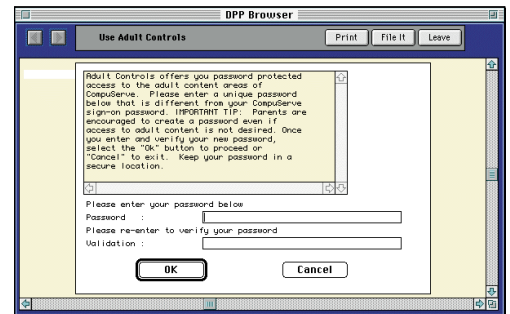 DPP Browser
Use Adult Controls
Print File It Leave
Adult Controls offers you password protected
access to the adult content areas of
CompuServe. Please enter a unique password
below that is different from your CompuServe
sign-on password. IMPORTANT TIP: Parents are
encouraged to create a password even if
access to adult content is not desired. Once
you enter and verify your new password,
select the "Ok" button to proceed or
"Cancel" to exit. Keep your password in a
secure location.
Please enter your password below
Password :
Please re-enter to verify your password
Validation :
OK Cancel